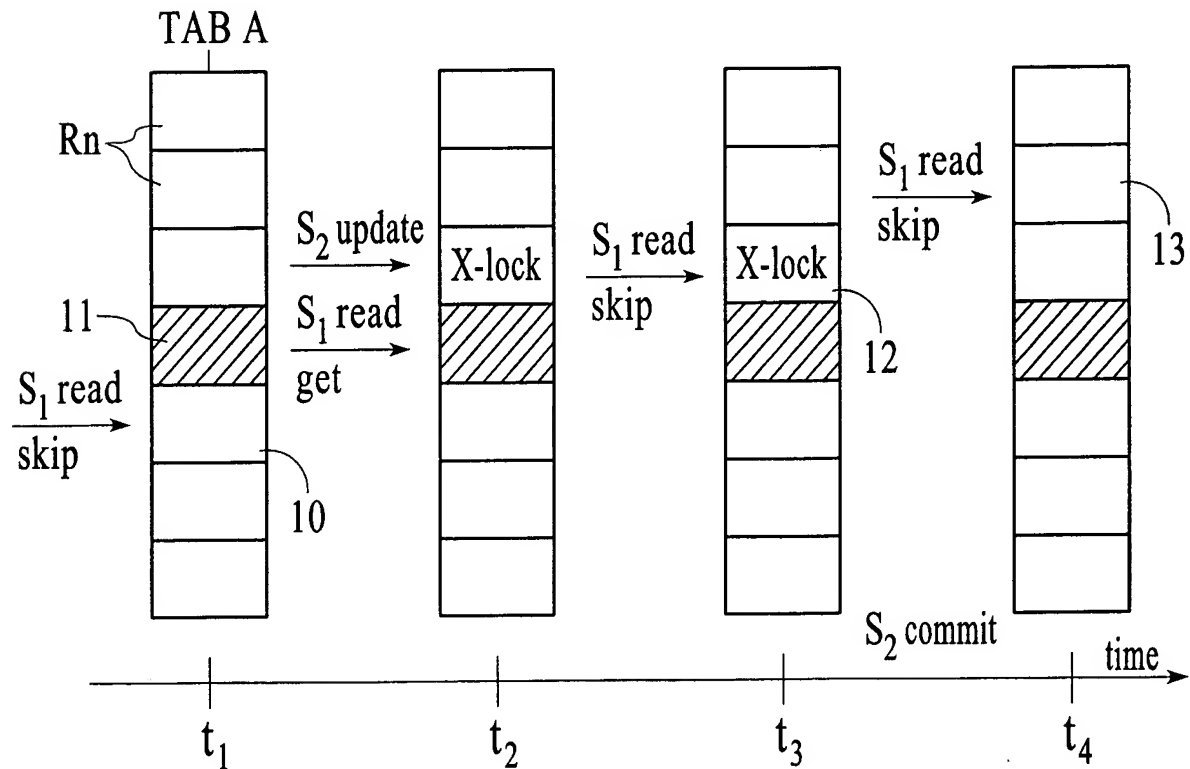 TAB A
Rn
S1 read
skip
S2 update
X-lock
S1 read
skip
X-lock
13
11
S1 read
get
12
S1 read
skip
10
S2 commit
time
t1
t2
t3
t4